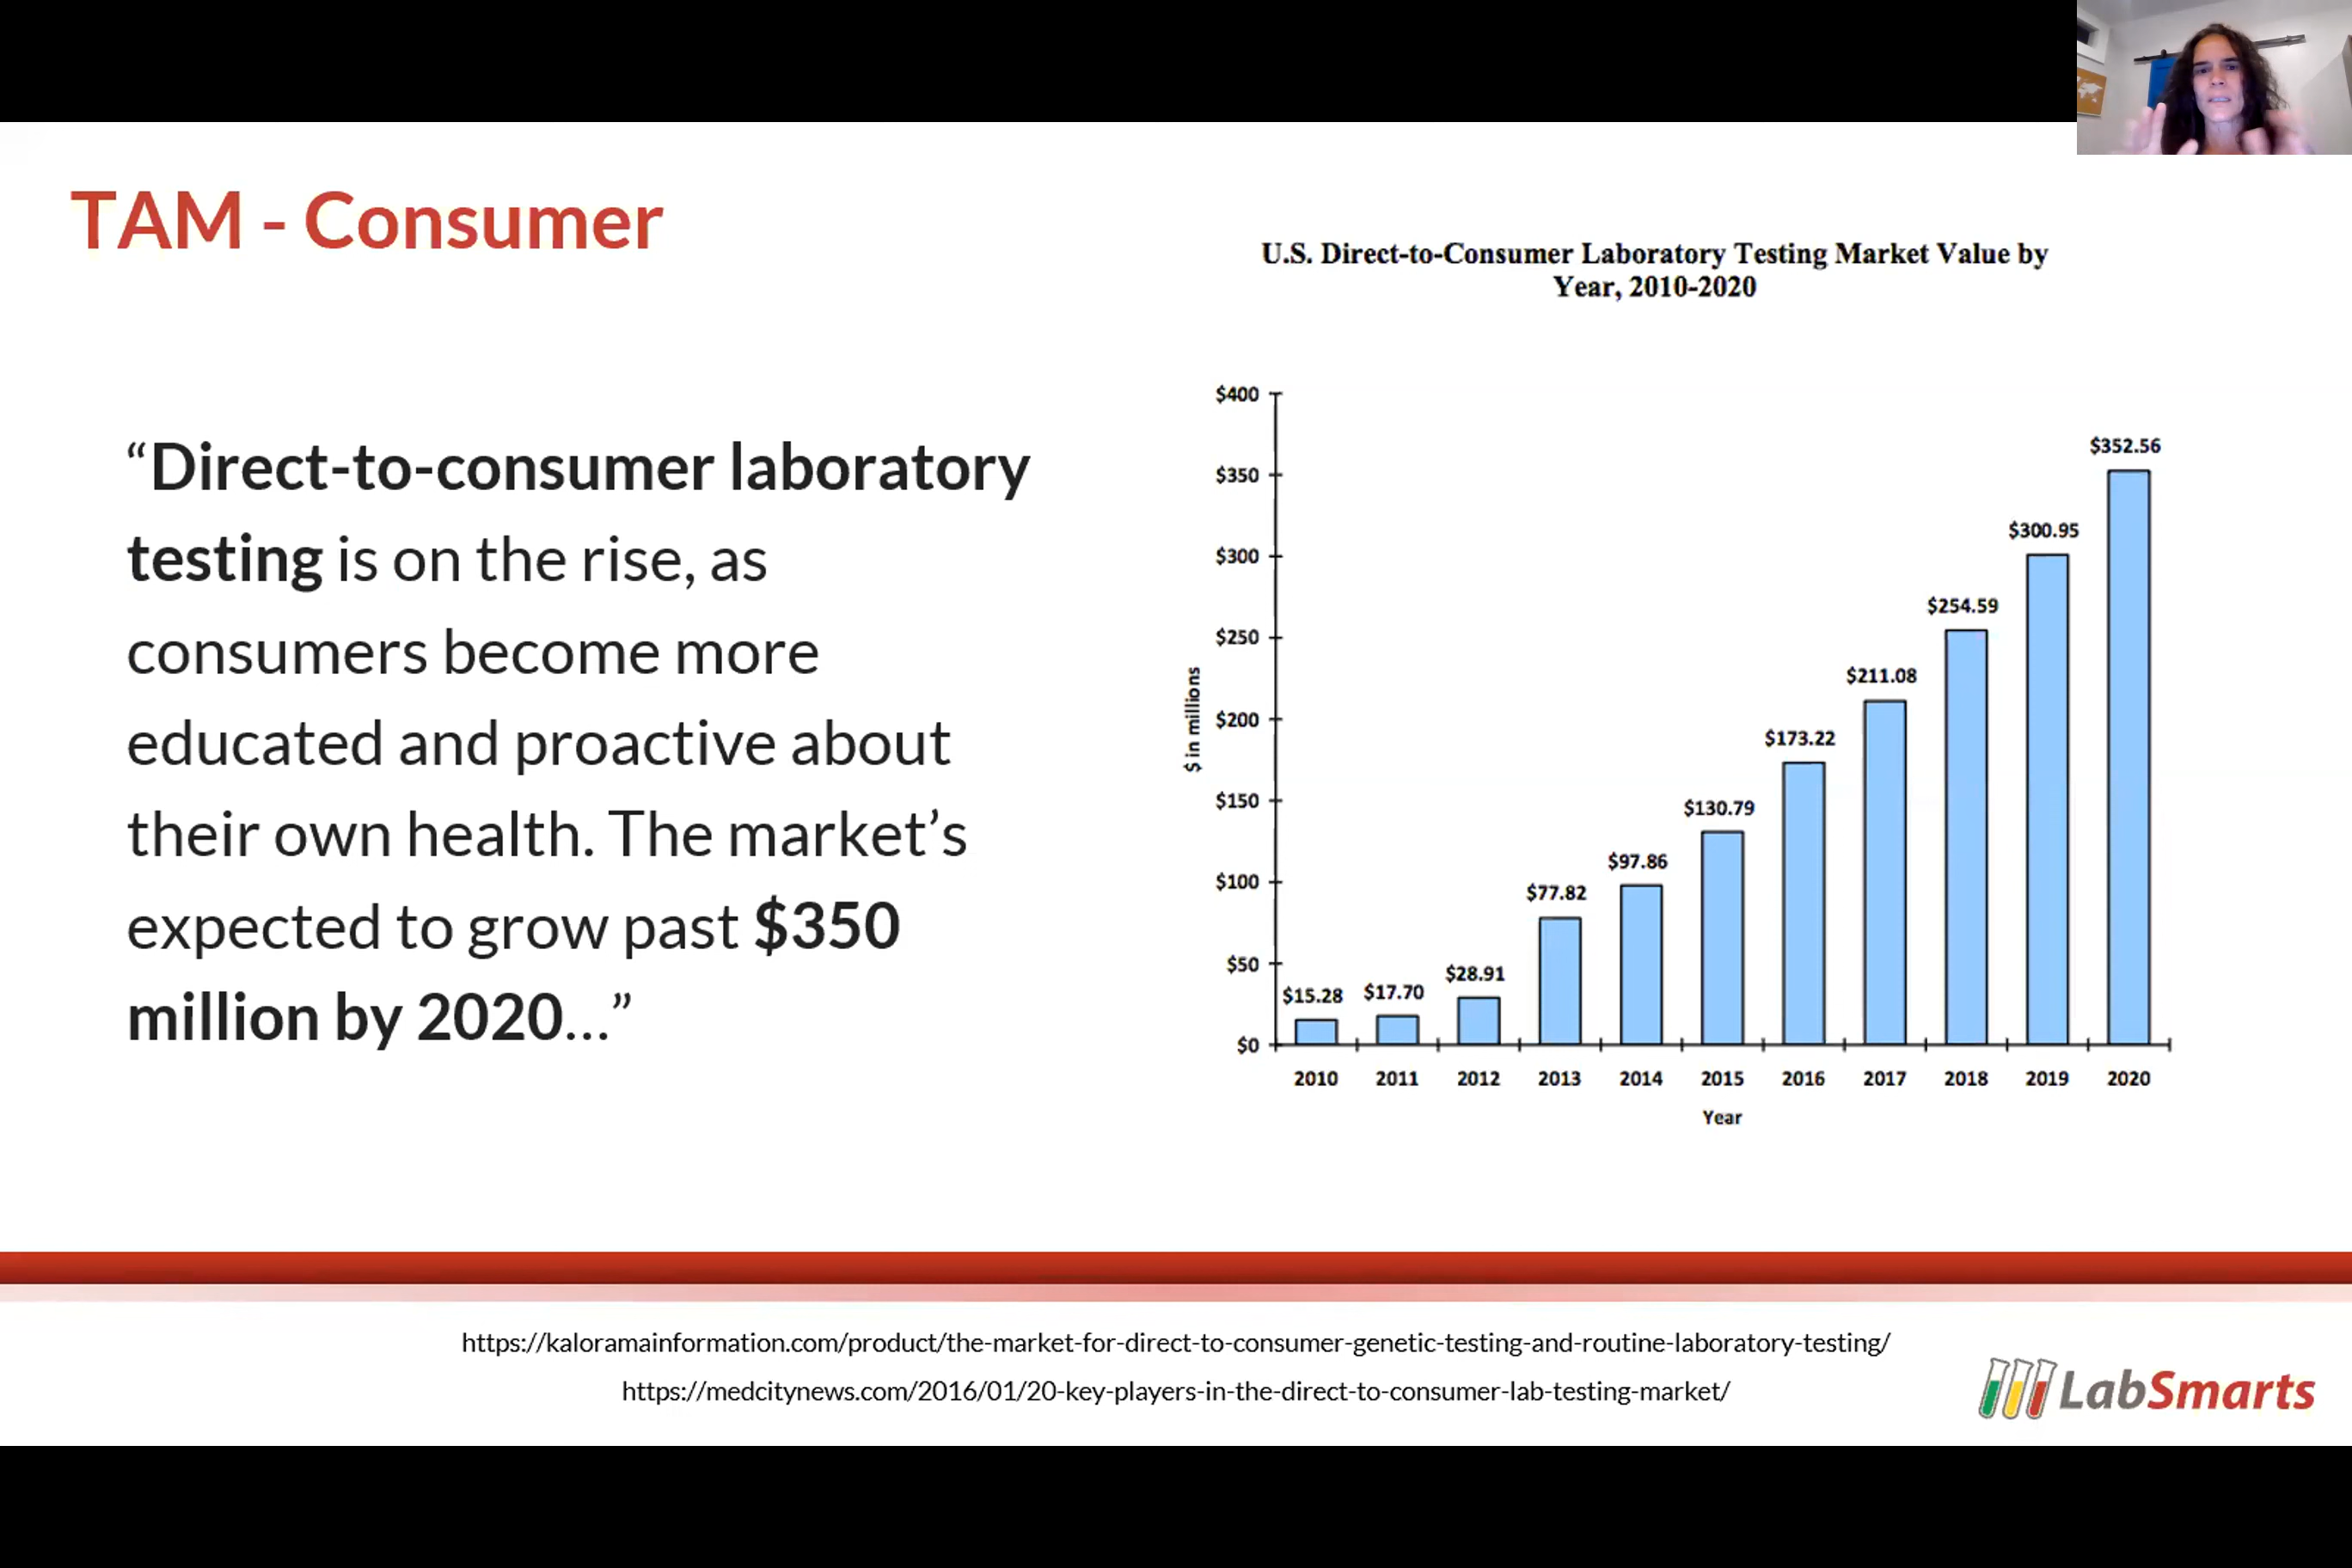 TAM - Consumer
“Direct-to-consumer laboratory
testing is on the rise, as
consumers become more
educated and proactive about
their own health. The market’s
expected to grow past $350
million by 2020…”
U.S. Direct-to-Consumer Laboratory Testing Market Value by
Year, 2010-2020
$ in millions
$400
$350
$300
$250
$200
$150
$100
$50
$0
$15.28
$17.70
$28.91
$77.82
$97.86
$130.79
$173.22
$211.08
$254.59
$300.95
$352.56
2010 2011 2012 2013 2014 2015 2016 2017 2018 2019 2020
Year
https://kaloramainformation.com/product/the-market-for-direct-to-consumer-genetic-testing-and-routine-laboratory-testing/
https://medcitynews.com/2016/01/20-key-players-in-the-direct-to-consumer-lab-testing-market/
LabSmarts